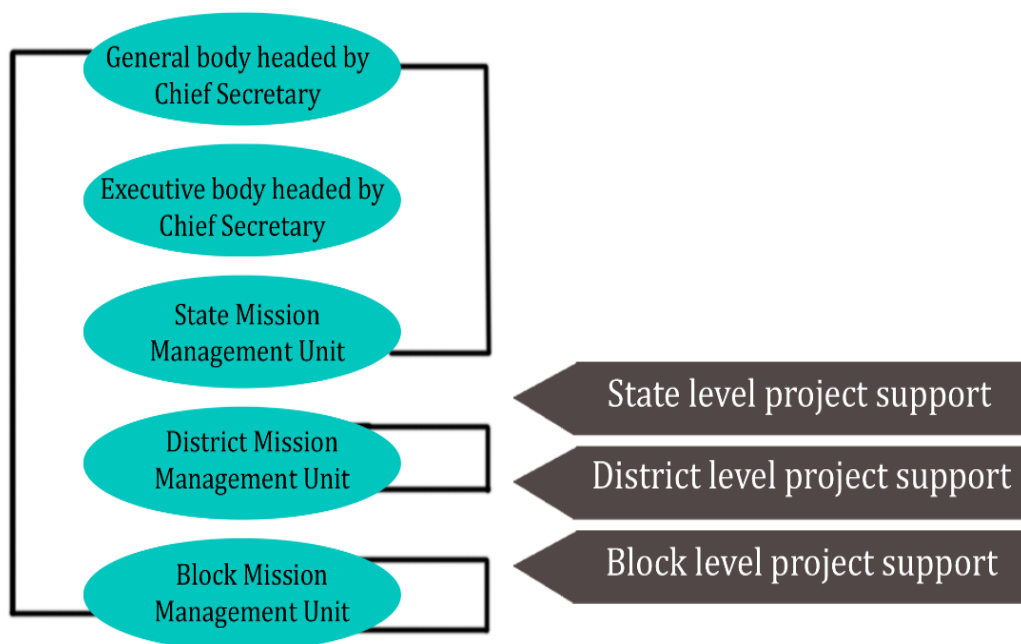 General body headed by
Chief Secretary
Executive body headed by
Chief Secretary
State Mission
Management Unit
District Mission
Management Unit
Block Mission
Management Unit
State level project support
District level project support
Block level project support